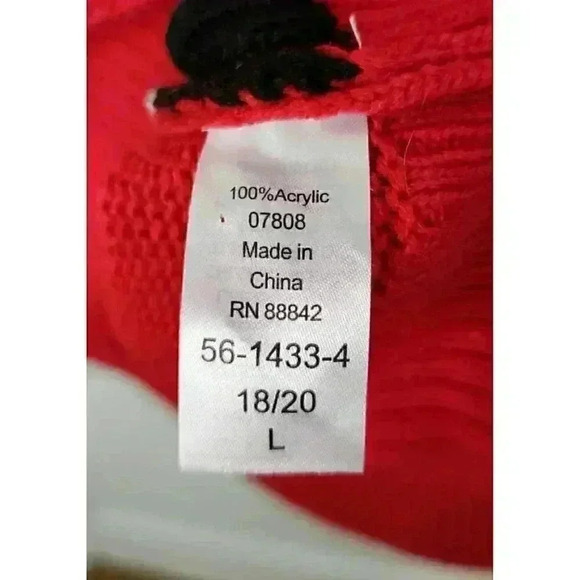 100%Acrylic
07808
Made in
China
RN 88842
56-1433-4
18/20
L